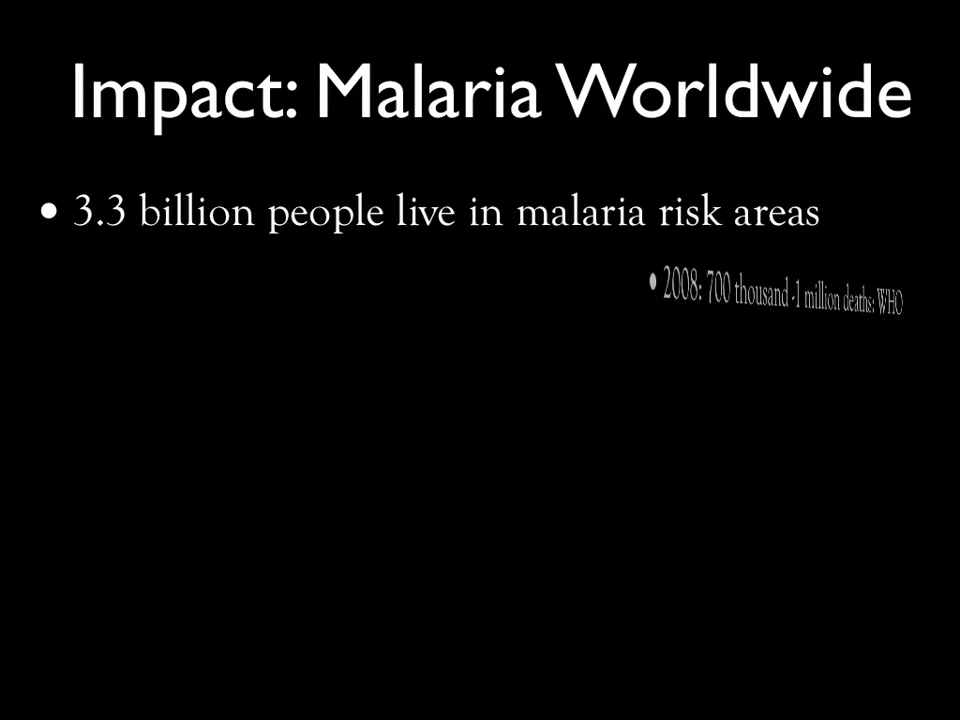 Impact: Malaria Worldwide
• 3.3 billion people live in malaria risk areas
• 2008: 700 thousand -1 million deaths: WHO